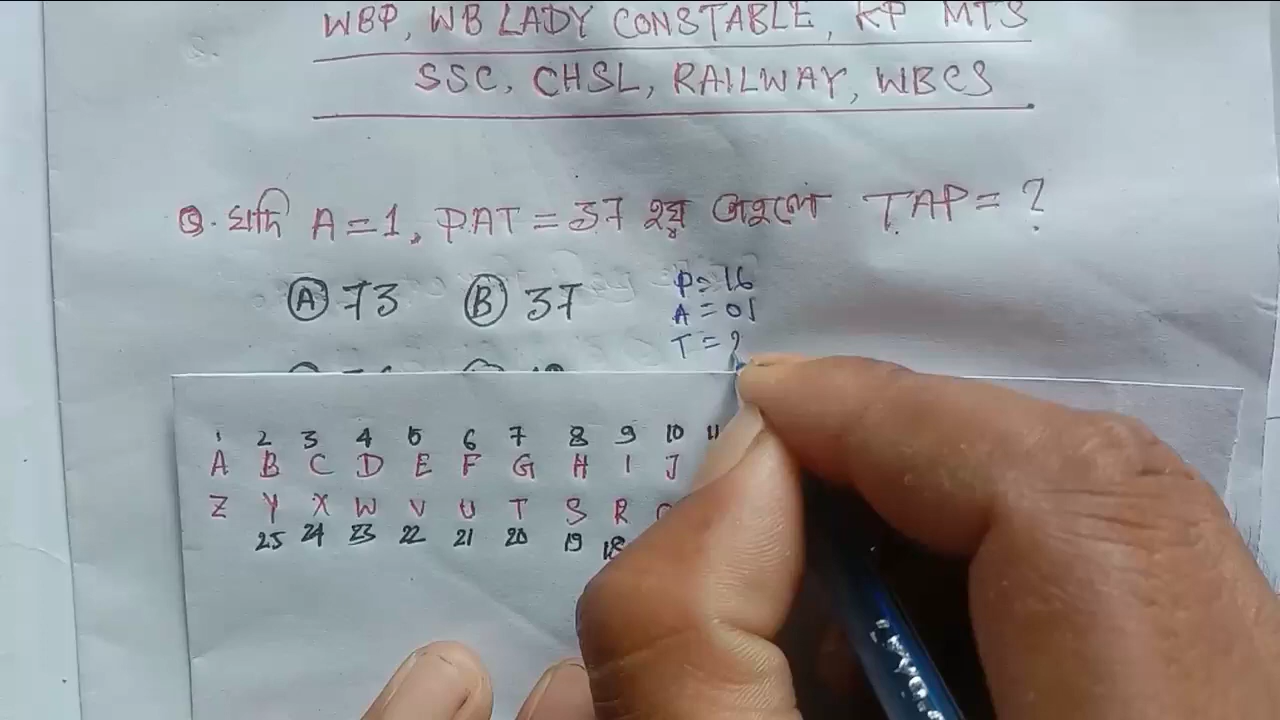 WBP, WB LADY CONSTABLE, KP MTS
SSC, CHSL, RAILWAY, WBCS
Q. যদি A=1, PAT=37 হয় তাহলে TAP= ?
Ⓐ 73 Ⓑ 37
P= 16
A = 01
T = 2
1 2 3 4 5 6 7 8 9 10 11
A B C D E F G H I J
Z Y X W V U T S R
25 24 23 22 21 20 19 18